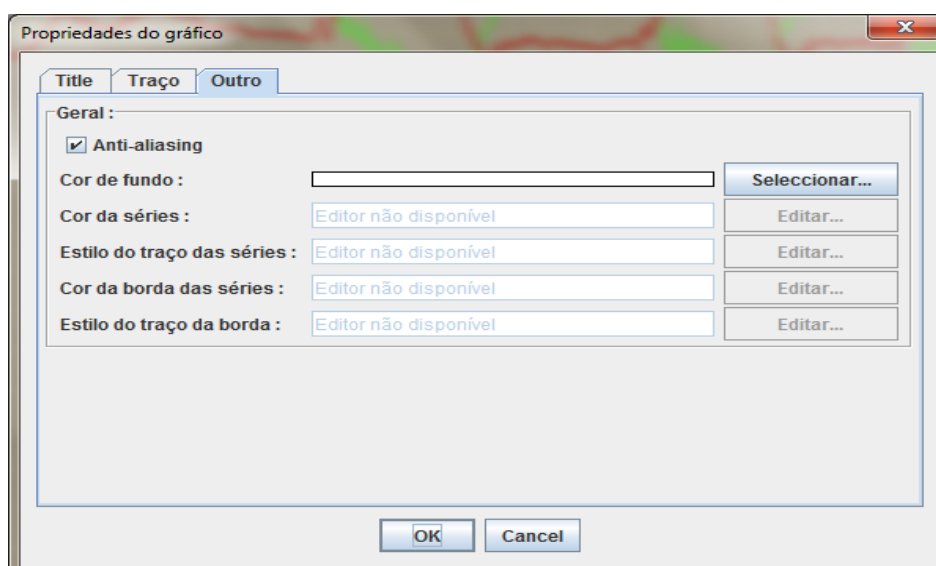 Propriedades do gráfico
Title Traço Outro
Geral :
Anti-aliasing
Cor de fundo : Seleccionar...
Cor da séries : Editor não disponível Editar...
Estilo do traço das séries : Editor não disponível Editar...
Cor da borda das séries : Editor não disponível Editar...
Estilo do traço da borda : Editor não disponível Editar...
OK Cancel